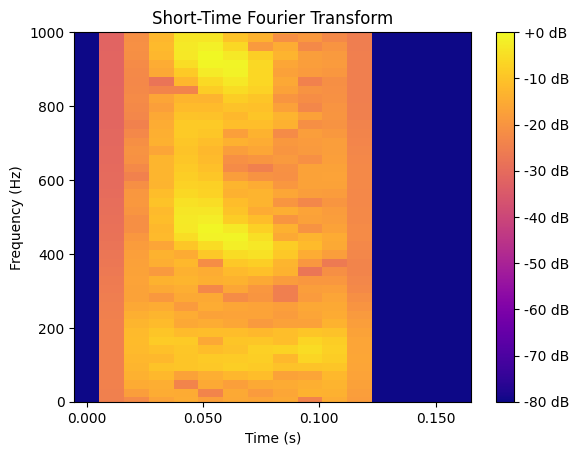 Short-Time Fourier Transform
Frequency (Hz)
1000
800
600
400
200
0
0.000
0.050
0.100
0.150
Time (s)
+0 dB
-10 dB
-20 dB
-30 dB
-40 dB
-50 dB
-60 dB
-70 dB
-80 dB